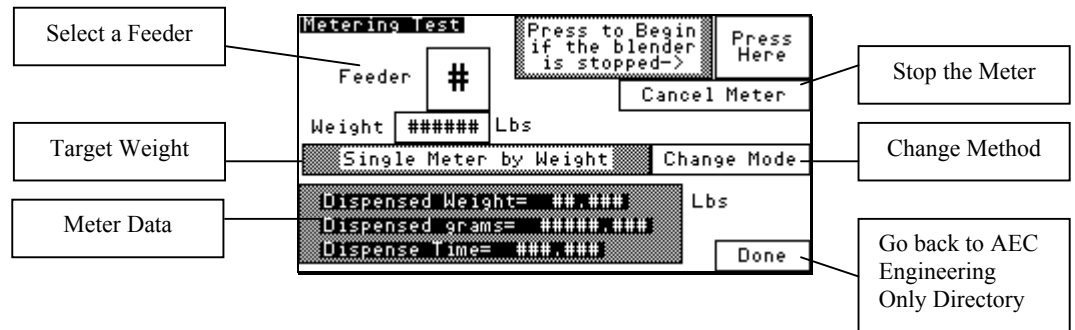 Select a Feeder
Target Weight
Meter Data
Metering Test
Press to Begin
if the blender
is stopped->
Press
Here
Feeder
#
Cancel Meter
Weight ###### Lbs
Single Meter by Weight
Change Mode
Dispensed Weight= ##.###
Lbs
Dispensed grams= #####.###
Dispense Time= ###.###
Done
Stop the Meter
Change Method
Go back to AEC
Engineering
Only Directory